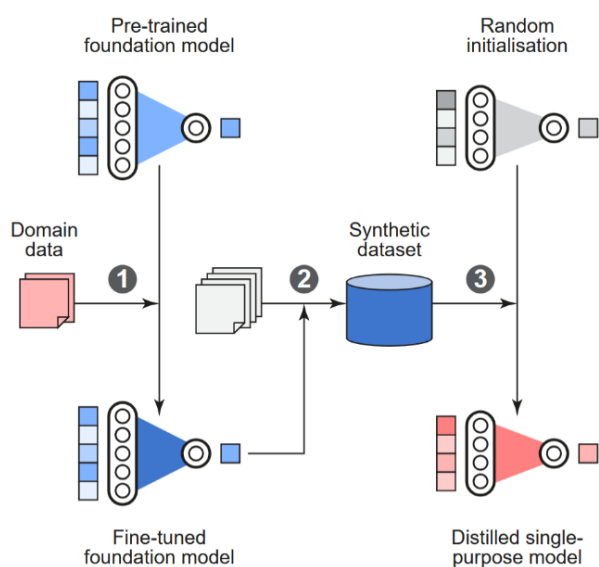 Pre-trained
foundation model
Random
initialisation
Domain
data
1
2
Synthetic
dataset
3
Fine-tuned
foundation model
Distilled single-
purpose model